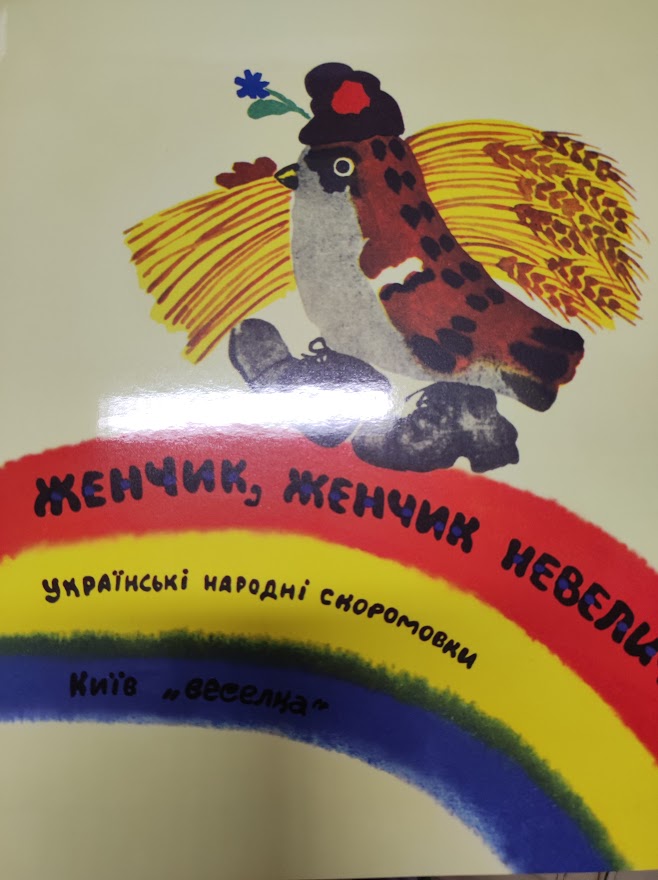 ЖЕНЧИК, ЖЕНЧИК НЕВЕЛИ
УКРАЇНСЬКІ НАРОДНІ СКОРОМОВКИ
Київ „веселка“